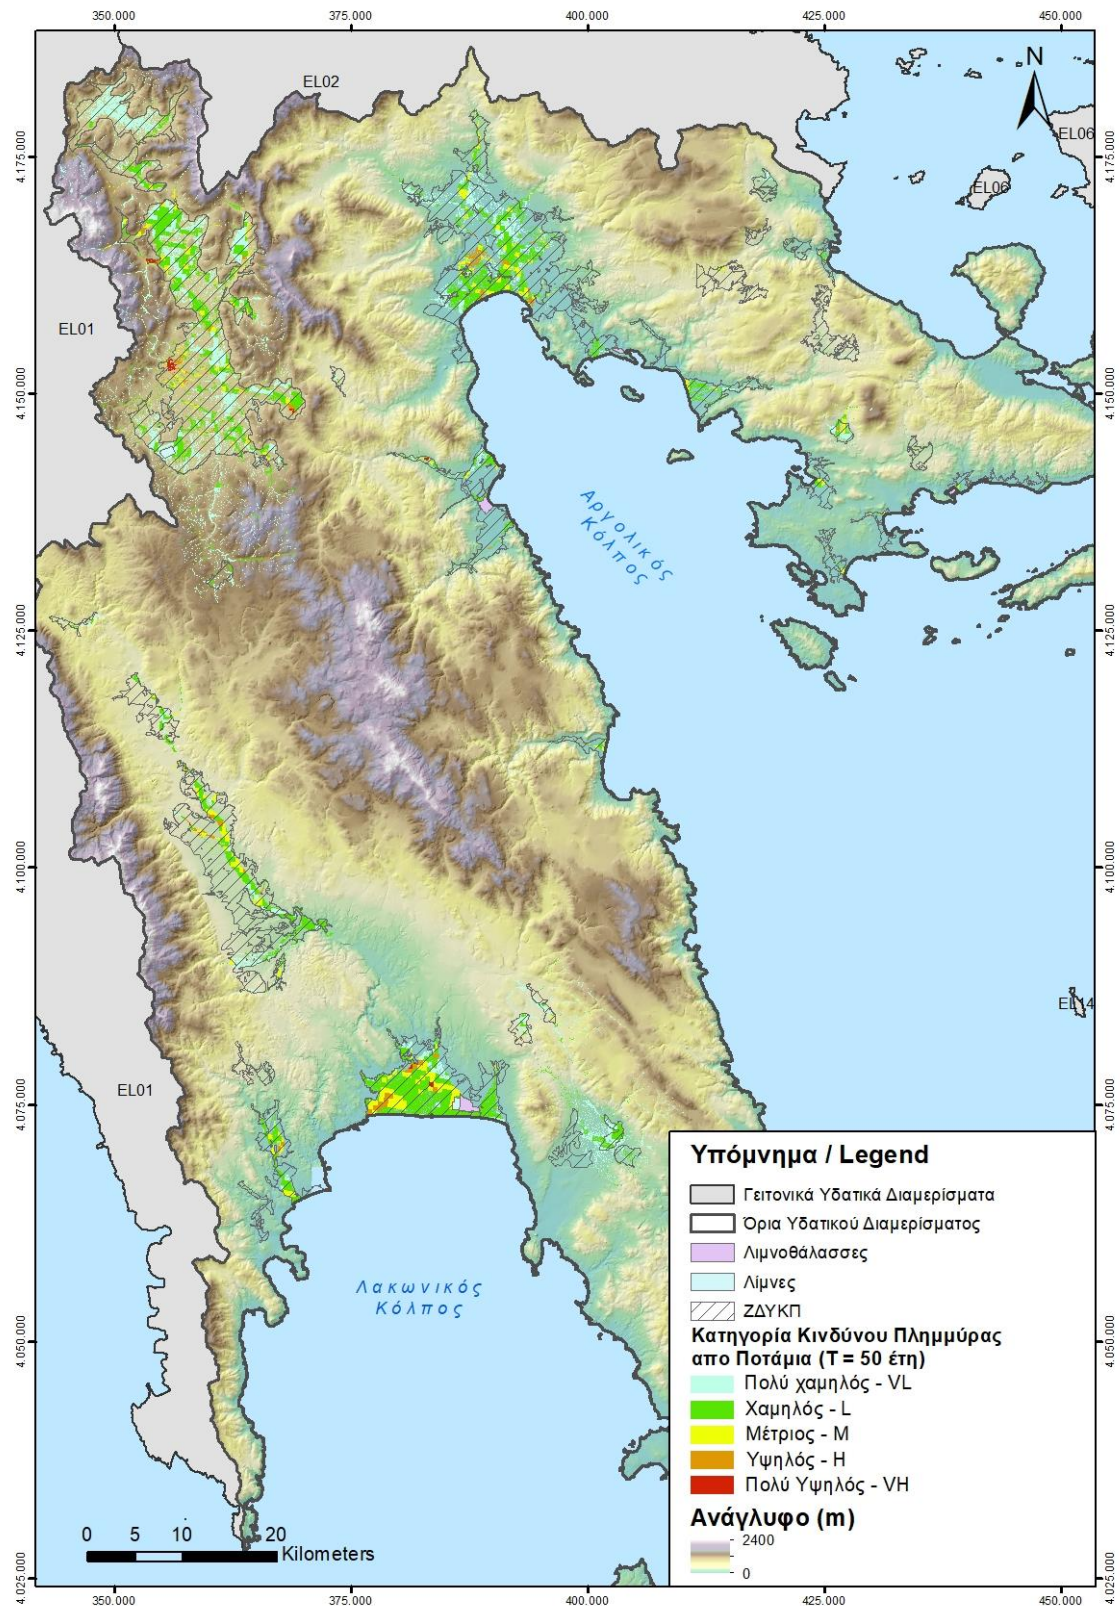 350.000
375.000
400.000
425.000
450.000
EL02
N
EL06
4.175.000
4.175.000
EL06
EL01
4.150.000
4.150.000
Αργολικός
Κόλπος
4.125.000
4.125.000
4.100.000
4.100.000
EL14
EL01
4.075.000
4.075.000
Λακωνικός
Κόλπος
4.050.000
4.050.000
4.025.000
4.025.000
Υπόμνημα / Legend
Γειτονικά Υδατικά Διαμερίσματα
Όρια Υδατικού Διαμερίσματος
Λιμνοθάλασσες
Λίμνες
ΖΔΥΚΠ
Κατηγορία Κινδύνου Πλημμύρας
απο Ποτάμια (T = 50 έτη)
Πολύ χαμηλός - VL
Χαμηλός - L
Μέτριος - M
Υψηλός - H
Πολύ Υψηλός - VH
Ανάγλυφο (m)
2400
0
0 5 10 20
Kilometers
350.000
375.000
400.000
425.000
450.000